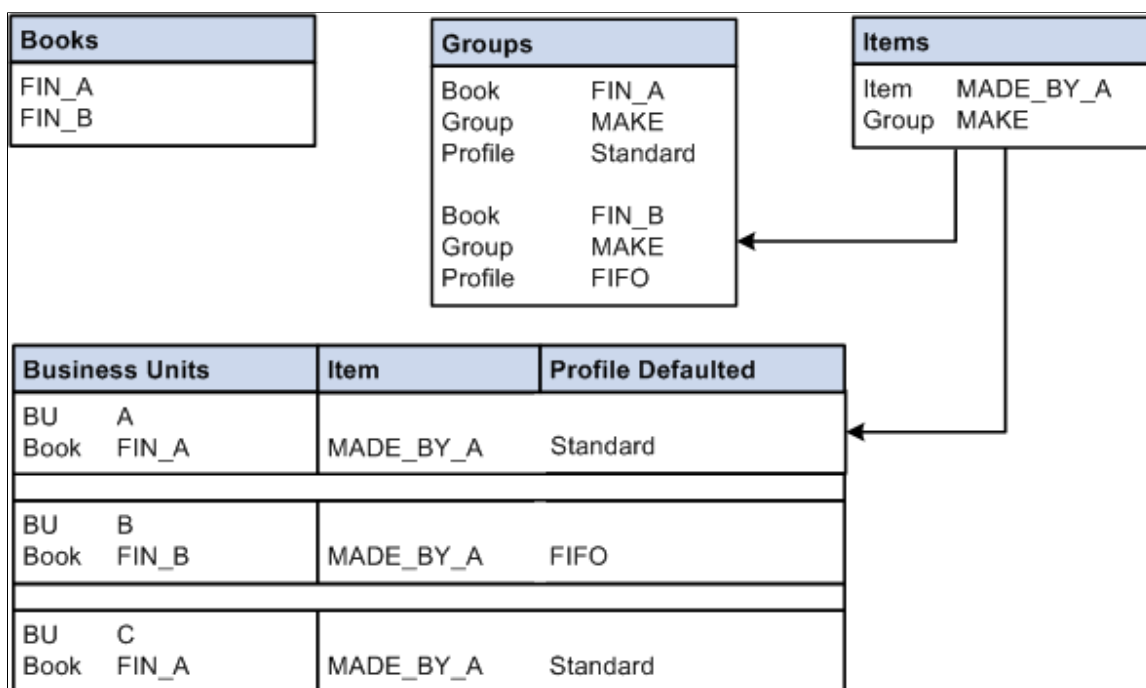 Books
FIN_A
FIN_B
Groups
Book FIN_A
Group MAKE
Profile Standard
Book FIN_B
Group MAKE
Profile FIFO
Items
Item MADE_BY_A
Group MAKE
Business Units Item Profile Defaulted
BU A
Book FIN_A MADE_BY_A Standard
BU B
Book FIN_B MADE_BY_A FIFO
BU C
Book FIN_A MADE_BY_A Standard